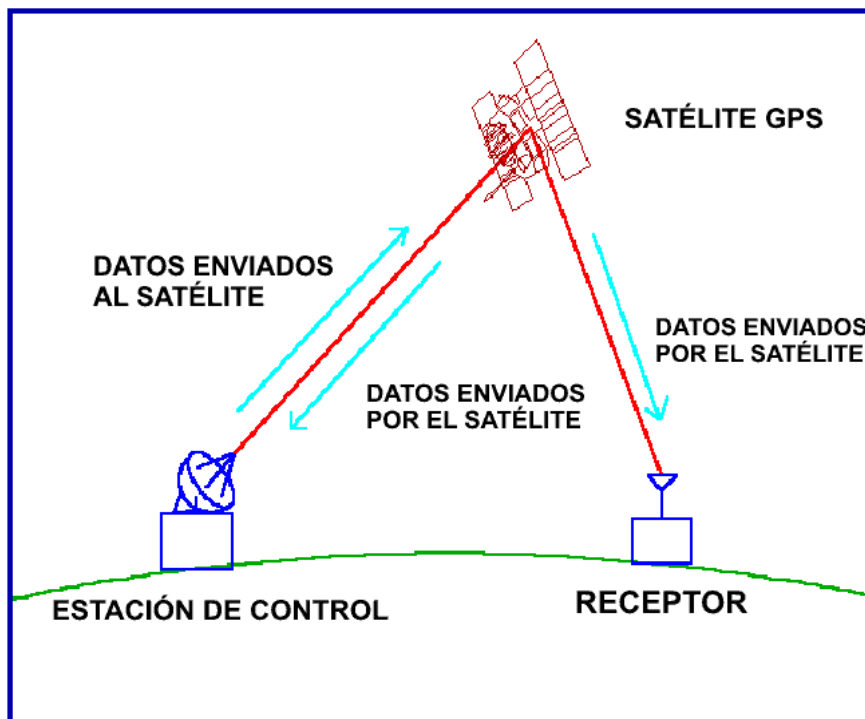 SATÉLITE GPS
DATOS ENVIADOS
AL SATÉLITE
DATOS ENVIADOS
POR EL SATÉLITE
DATOS ENVIADOS
POR EL SATÉLITE
ESTACIÓN DE CONTROL
RECEPTOR